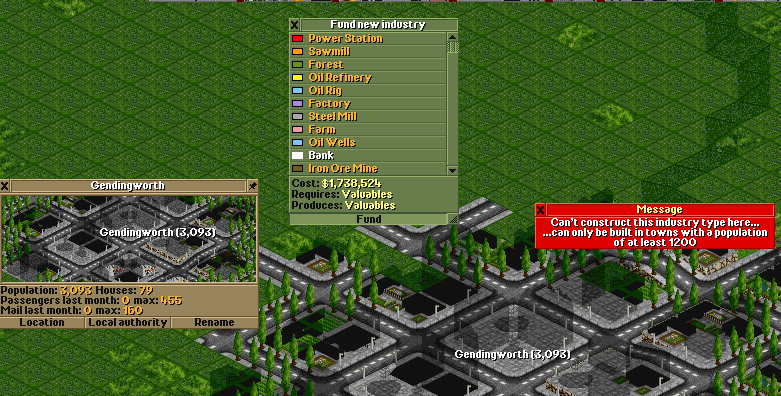 Fund new industry
Power Station
Sawmill
Forest
Oil Refinery
Oil Rig
Factory
Steel Mill
Farm
Oil Wells
Bank
Iron Ore Mine
Cost: $1,738,524
Requires: Valuables
Produces: Valuables
Fund
Gendingworth
Gendingworth (3,093)
Population: 3,093 Houses: 79
Passengers last month: 0 max: 455
Mail last month: 0 max: 160
Location Local authority Rename
Message
Can't construct this industry type here...
...can only be built in towns with a population
of at least 1200
Gendingworth (3,093)